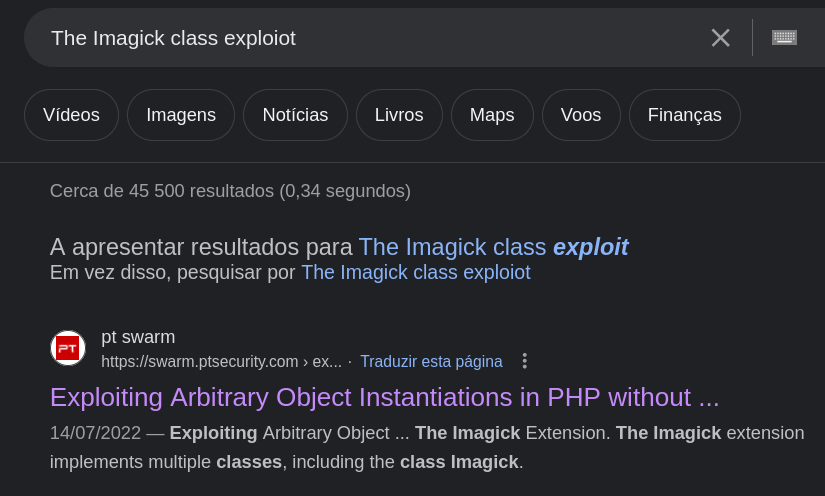 The Imagick class exploiot
Vídeos Imagens Notícias Livros Maps Voos Finanças
Cerca de 45 500 resultados (0,34 segundos)
A apresentar resultados para The Imagick class exploit
Em vez disso, pesquisar por The Imagick class exploiot
pt swarm
PT https://swarm.ptsecurity.com › ex... · Traduzir esta página
Exploiting Arbitrary Object Instantiations in PHP without ...
14/07/2022 — Exploiting Arbitrary Object ... The Imagick Extension. The Imagick extension
implements multiple classes, including the class Imagick.